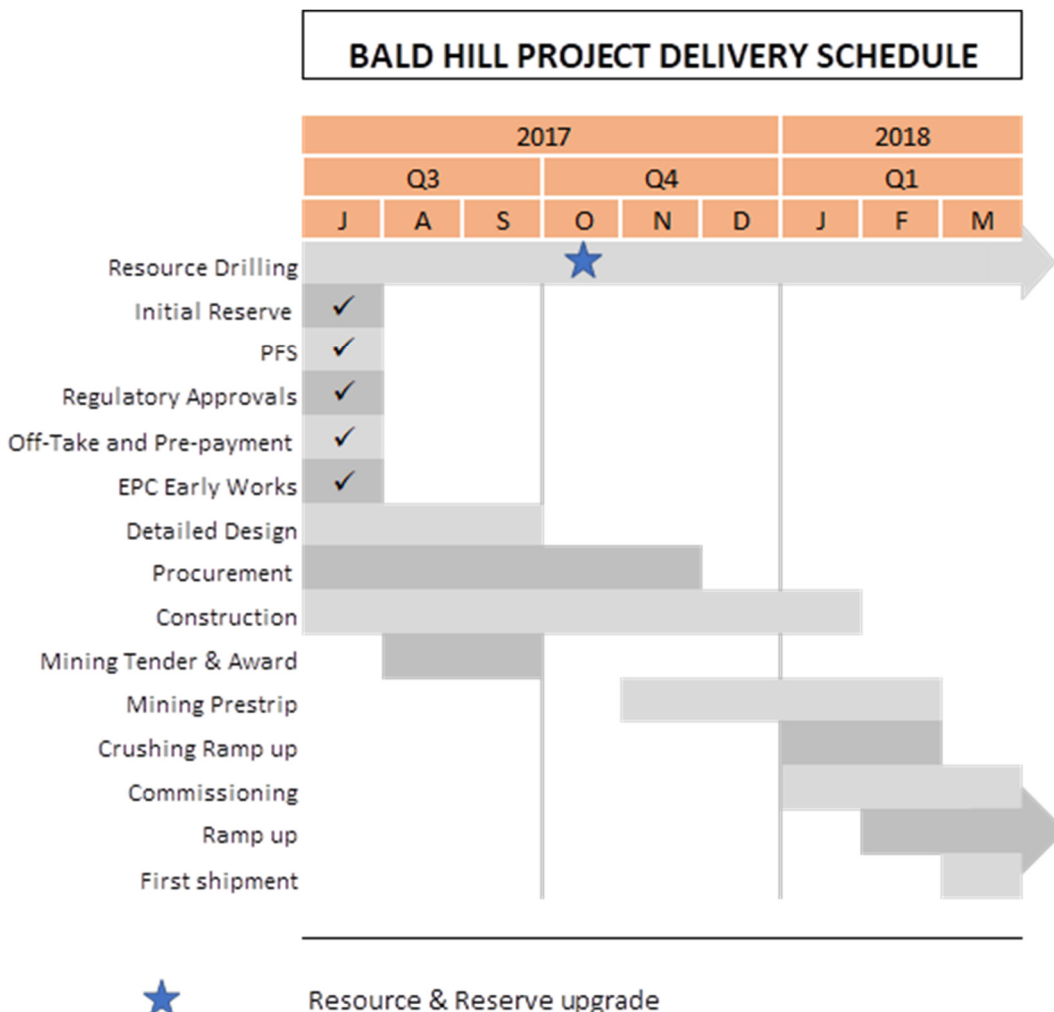 BALD HILL PROJECT DELIVERY SCHEDULE
2017 2018
Q3 Q4 Q1
J A S O N D J F M
Resource Drilling
Initial Reserve
PFS
Regulatory Approvals
Off-Take and Pre-payment
EPC Early Works
Detailed Design
Procurement
Construction
Mining Tender & Award
Mining Prestrip
Crushing Ramp up
Commissioning
Ramp up
First shipment
Resource & Reserve upgrade